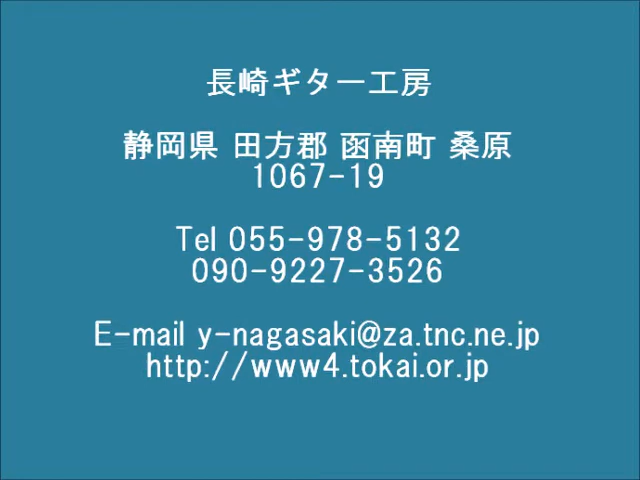 長崎ギター工房
静岡県 田方郡 函南町 桑原
1067-19
Tel 055-978-5132
090-9227-3526
E-mail y-nagasaki@za.tnc.ne.jp
http://www4.tokai.or.jp